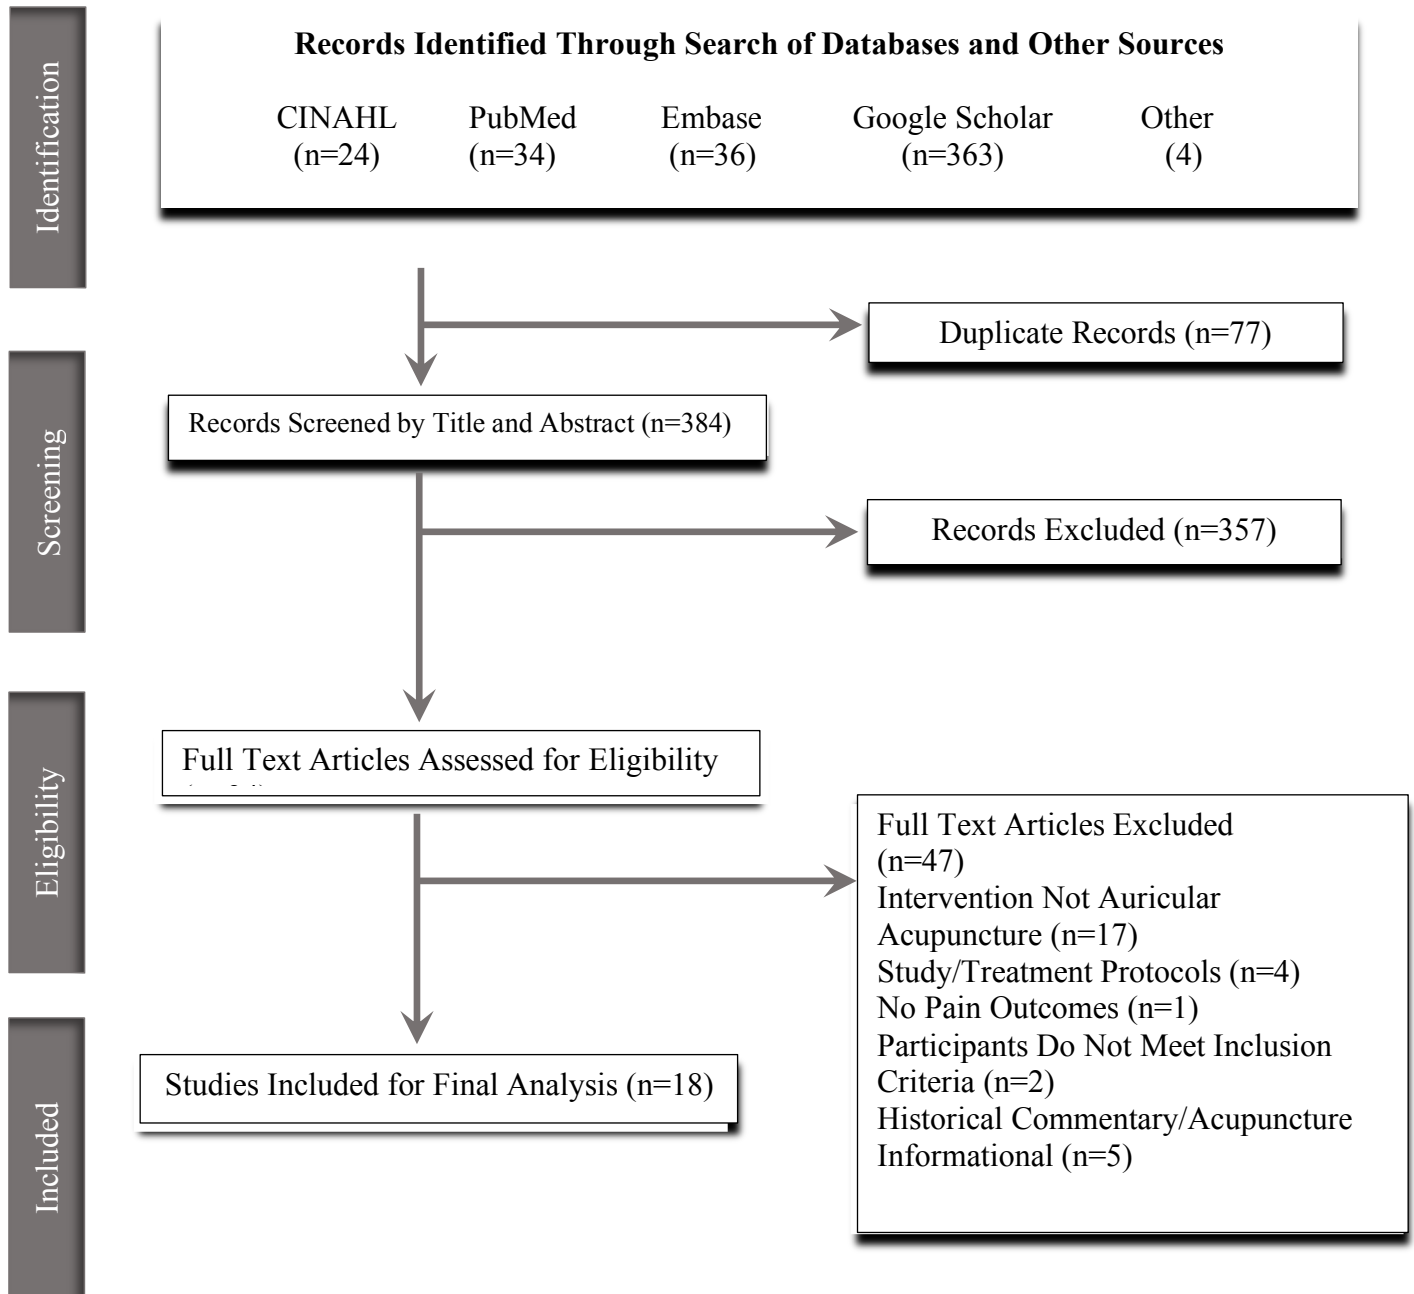 Identification
Records Identified Through Search of Databases and Other Sources
CINAHL (n=24)
PubMed (n=34)
Embase (n=36)
Google Scholar (n=363)
Other (4)
Duplicate Records (n=77)
Screening
Records Screened by Title and Abstract (n=384)
Records Excluded (n=357)
Eligibility
Full Text Articles Assessed for Eligibility
Full Text Articles Excluded
(n=47)
Intervention Not Auricular
Acupuncture (n=17)
Study/Treatment Protocols (n=4)
No Pain Outcomes (n=1)
Participants Do Not Meet Inclusion
Criteria (n=2)
Historical Commentary/Acupuncture
Informational (n=5)
Included
Studies Included for Final Analysis (n=18)